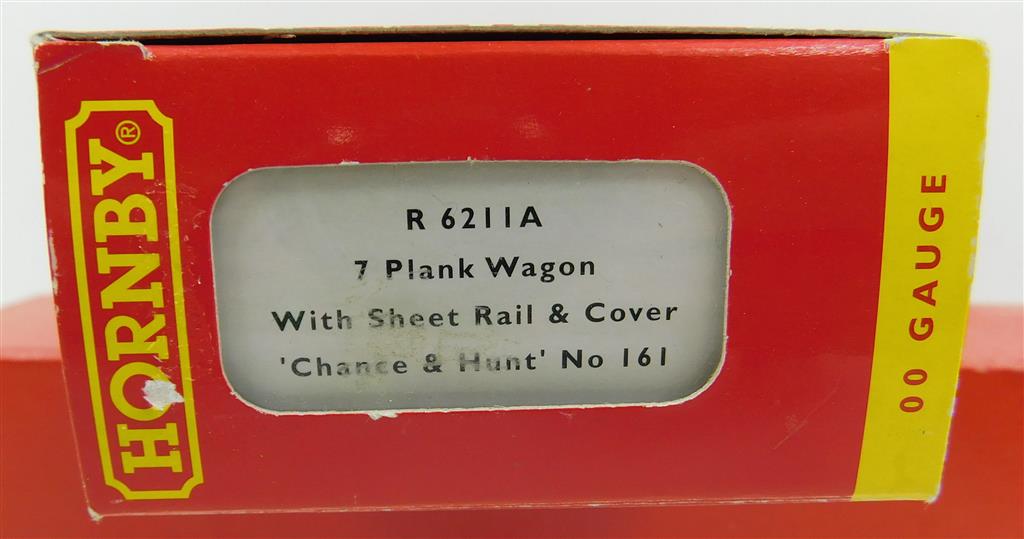 HORNBY®
R 6211A
7 Plank Wagon
With Sheet Rail & Cover
'Chance & Hunt' No 161
00 GAUGE